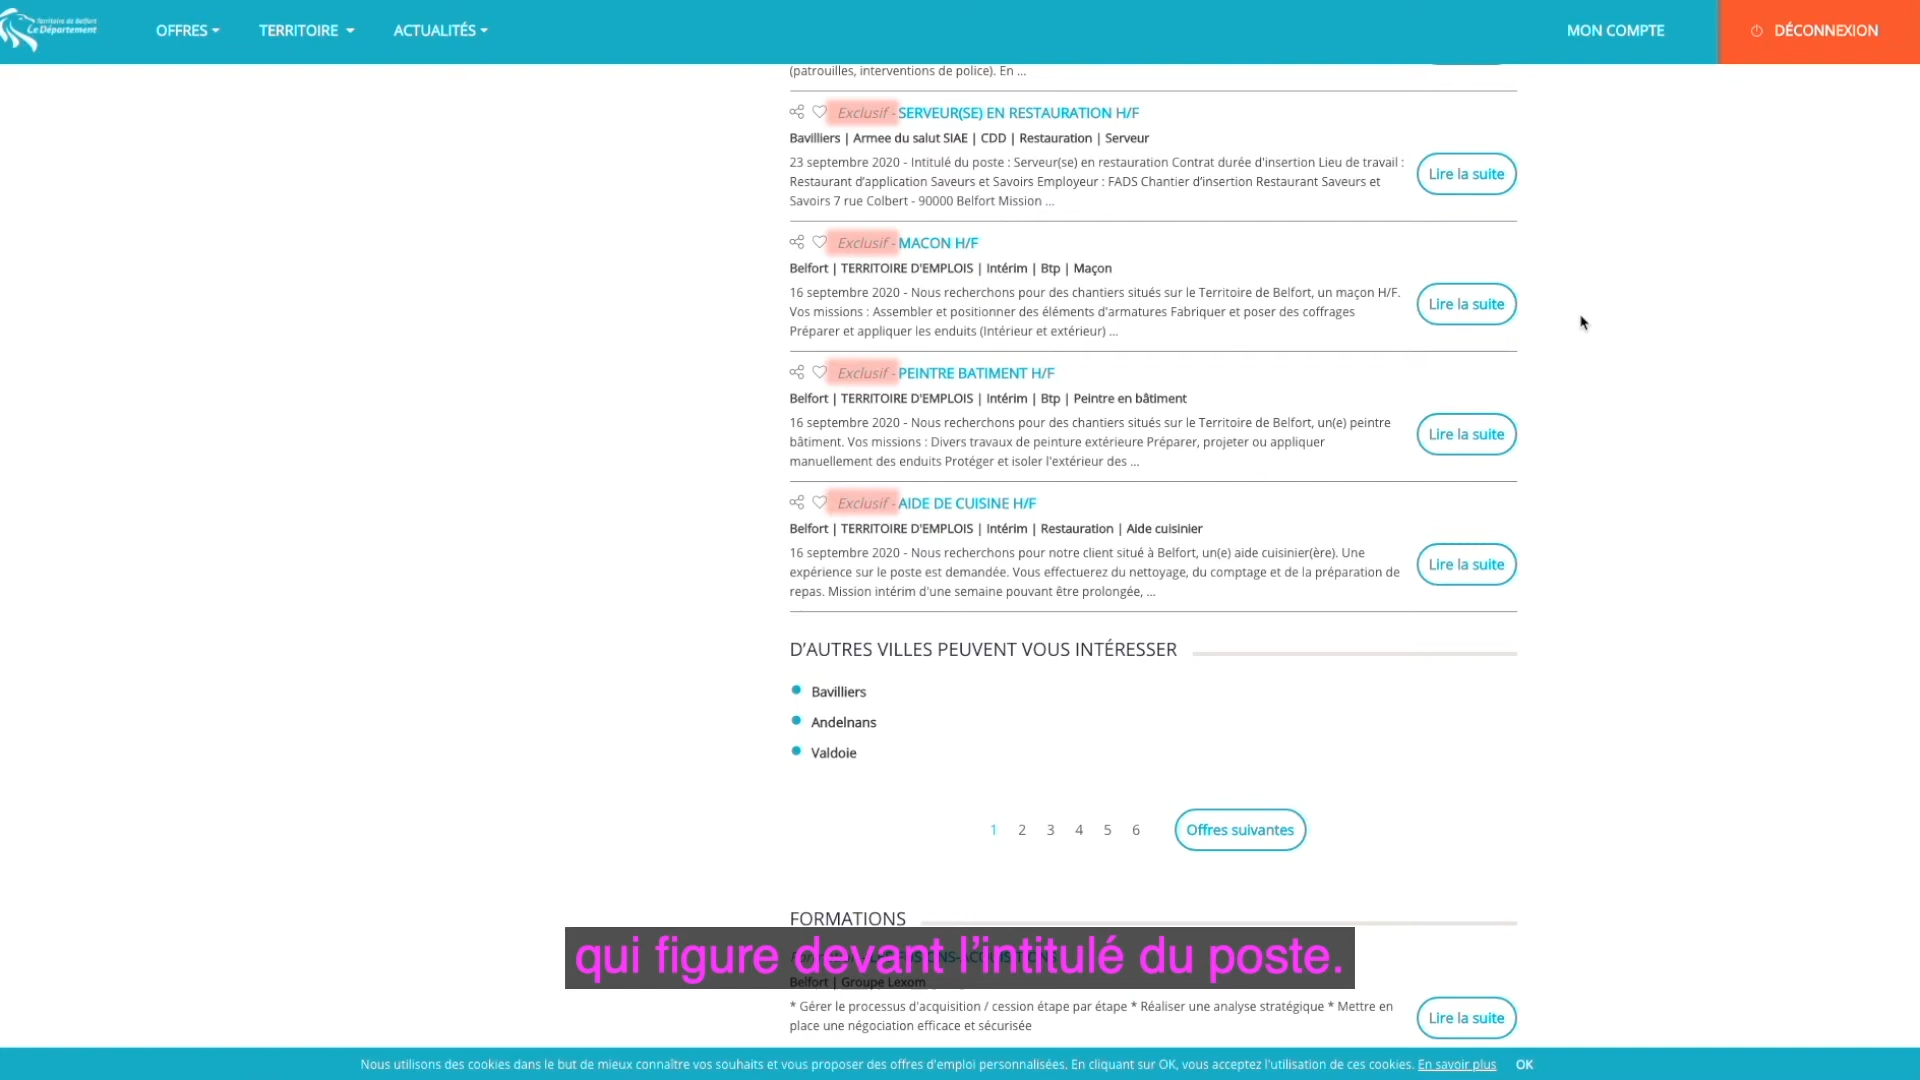 Territoire de Belfort
Le Département
OFFRES
TERRITOIRE
ACTUALITÉS
MON COMPTE
DÉCONNEXION
(patrouilles, interventions de police). En ...
Exclusif - SERVEUR(SE) EN RESTAURATION H/F
Bavilliers | Armee du salut SIAE | CDD | Restauration | Serveur
23 septembre 2020 - Intitulé du poste : Serveur(se) en restauration Contrat durée d'insertion Lieu de travail :
Restaurant d’application Saveurs et Savoirs Employeur : FADS Chantier d’insertion Restaurant Saveurs et
Savoirs 7 rue Colbert - 90000 Belfort Mission ...
Lire la suite
Exclusif - MACON H/F
Belfort | TERRITOIRE D'EMPLOIS | Intérim | Btp | Maçon
16 septembre 2020 - Nous recherchons pour des chantiers situés sur le Territoire de Belfort, un maçon H/F.
Vos missions : Assembler et positionner des éléments d'armatures Fabriquer et poser des coffrages
Préparer et appliquer les enduits (Intérieur et extérieur) ...
Lire la suite
Exclusif - PEINTRE BATIMENT H/F
Belfort | TERRITOIRE D'EMPLOIS | Intérim | Btp | Peintre en bâtiment
16 septembre 2020 - Nous recherchons pour des chantiers situés sur le Territoire de Belfort, un(e) peintre
bâtiment. Vos missions : Divers travaux de peinture extérieure Préparer, projeter ou appliquer
manuellement des enduits Protéger et isoler l'extérieur des ...
Lire la suite
Exclusif - AIDE DE CUISINE H/F
Belfort | TERRITOIRE D'EMPLOIS | Intérim | Restauration | Aide cuisinier
16 septembre 2020 - Nous recherchons pour notre client situé à Belfort, un(e) aide cuisinier(ère). Une
expérience sur le poste est demandée. Vous effectuerez du nettoyage, du comptage et de la préparation de
repas. Mission intérim d'une semaine pouvant être prolongée, ...
Lire la suite
D’AUTRES VILLES PEUVENT VOUS INTÉRESSER
Bavilliers
Andelnans
Valdoie
1 2 3 4 5 6 Offres suivantes
FORMATIONS
qui figure devant l’intitulé du poste.
Belfort | Groupe Lexom
* Gérer le processus d'acquisition / cession étape par étape * Réaliser une analyse stratégique * Mettre en
place une négociation efficace et sécurisée
Lire la suite
Nous utilisons des cookies dans le but de mieux connaître vos souhaits et vous proposer des offres d'emploi personnalisées. En cliquant sur OK, vous acceptez l'utilisation de ces cookies. En savoir plus OK